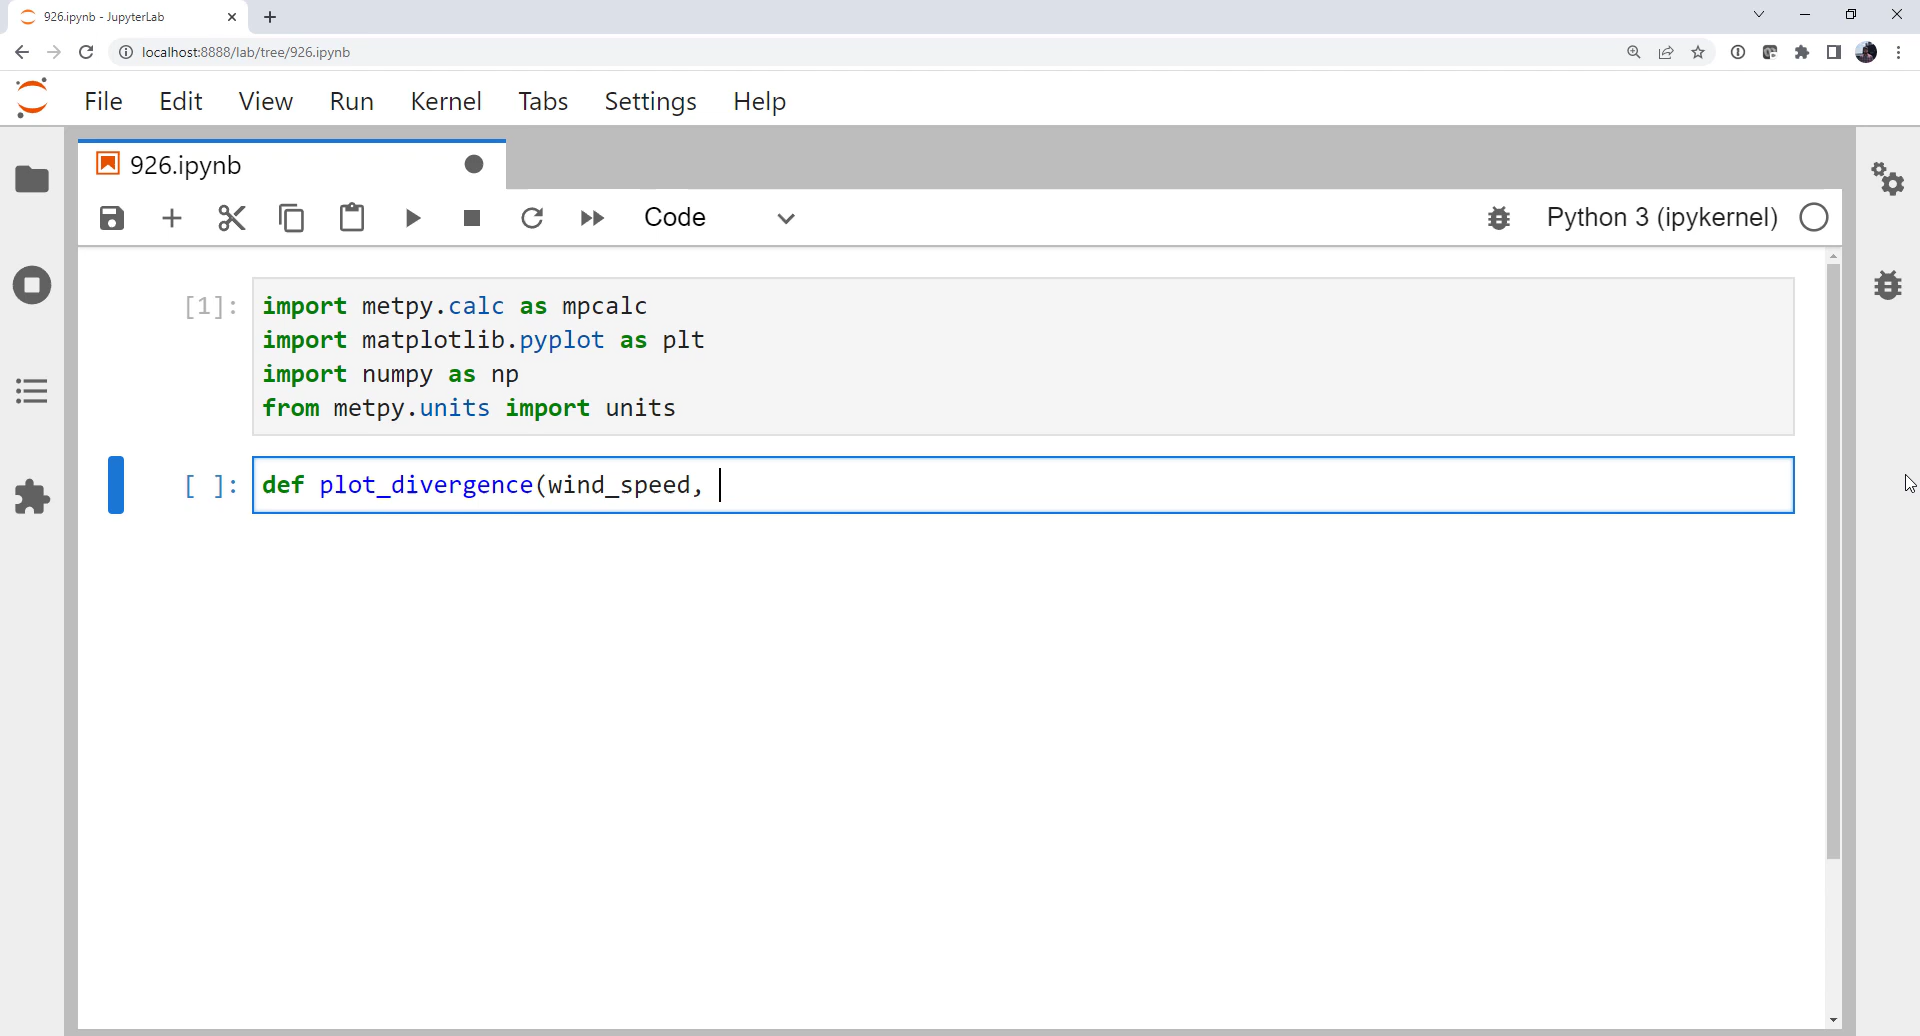 926.ipynb - JupyterLab
localhost:8888/lab/tree/926.ipynb
File Edit View Run Kernel Tabs Settings Help
926.ipynb
Code
Python 3 (ipykernel)
[1]: import metpy.calc as mpcalc
import matplotlib.pyplot as plt
import numpy as np
from metpy.units import units
[ ]: def plot_divergence(wind_speed,